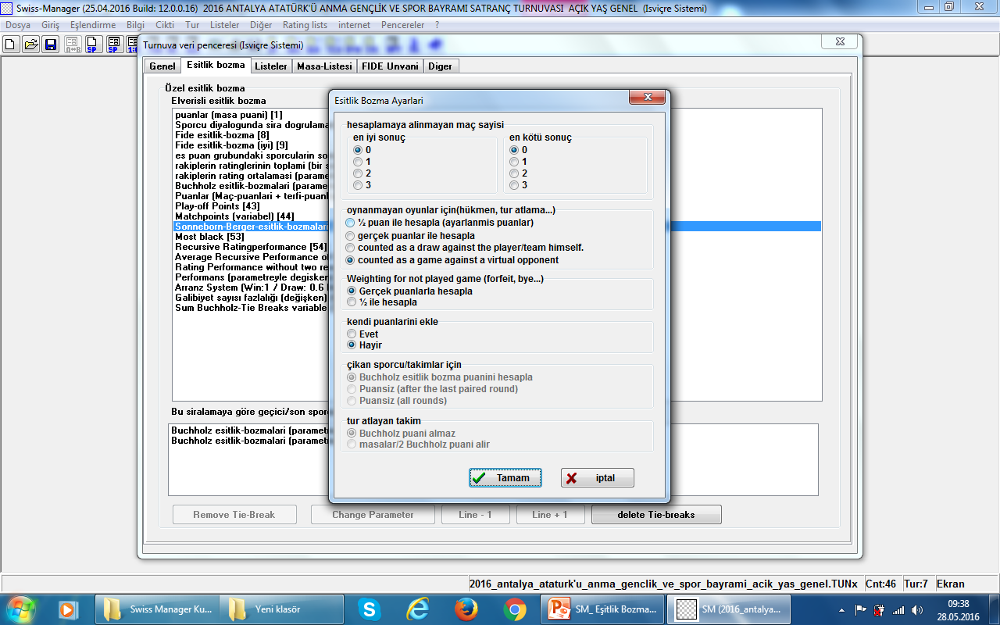 Swiss-Manager (25.04.2016 Build: 12.0.0.16) 2016 ANTALYA ATATÜRK'Ü ANMA GENÇLİK VE SPOR BAYRAMI SATRANÇ TURNUVASI AÇIK YAŞ GENEL (Isviçre Sistemi)
Dosya Giriş Eşlendirme Bilgi Cikti Tur Listeler Diğer Rating lists internet Pencereler ?
Turnuva veri penceresi (Isviçre Sistemi)
Genel Esitlik bozma Listeler Masa-Listesi FIDE Unvani Diger
Özel esitlik bozma
Elverisli esitlik bozma
puanlar (masa puani) [1]
Sporcu diyalogunda sira dogrulama
Fide esitlik-bozma [8]
Fide esitlik-bozma (iyi) [9]
es puan grubundaki sporcularin so
rakiplerin ratinglerinin toplami (bir s
rakiplerin rating ortalamasi (parame
Buchholz esitlik-bozmalari (parame
Puanlar (Maç-puanlari + terfi-puanl
Play-off Points [43]
Matchpoints (variabel) [44]
Sonneborn-Berger-esitlik-bozmalari
Most black [53]
Recursive Ratingperformance [54]
Average Recursive Performance o
Rating Performance without two re
Performans (parametreyle degisken
Arranz System (Win:1 / Draw: 0.6
Galibiyet sayısı fazlalığı (değişken)
Sum Buchholz-Tie Breaks variable
Bu siralamaya göre geçici/son spor
Buchholz esitlik-bozmalari (parameti
Buchholz esitlik-bozmalari (parameti
Remove Tie-Break Change Parameter Line - 1 Line + 1 delete Tie-breaks
Esitlik Bozma Ayarlari
hesaplamaya alinmayan maç sayisi
en iyi sonuç en kötü sonuç
0 0
1 1
2 2
3 3
oynanmayan oyunlar için(hükmen, tur atlama...)
½ puan ile hesapla (ayarlanmis puanlar)
gerçek puanlar ile hesapla
counted as a draw against the player/team himself.
counted as a game against a virtual opponent
Weighting for not played game (forfeit, bye...)
Gerçek puanlarla hesapla
½ ile hesapla
kendi puanlarini ekle
Evet
Hayir
çikan sporcu/takimlar için
Buchholz esitlik bozma puanini hesapla
Puansiz (after the last paired round)
Puansiz (all rounds)
tur atlayan takim
Buchholz puani almaz
masalar/2 Buchholz puani alir
Tamam iptal
2016_antalya_ataturk'u_anma_genclik_ve_spor_bayrami_acik_yas_genel.TUNx Cnt:46 Tur:7 Ekran
Swiss Manager Ku... Yeni klasör SM_ Eşitlik Bozma... SM (2016_antalya...
09:38
28.05.2016